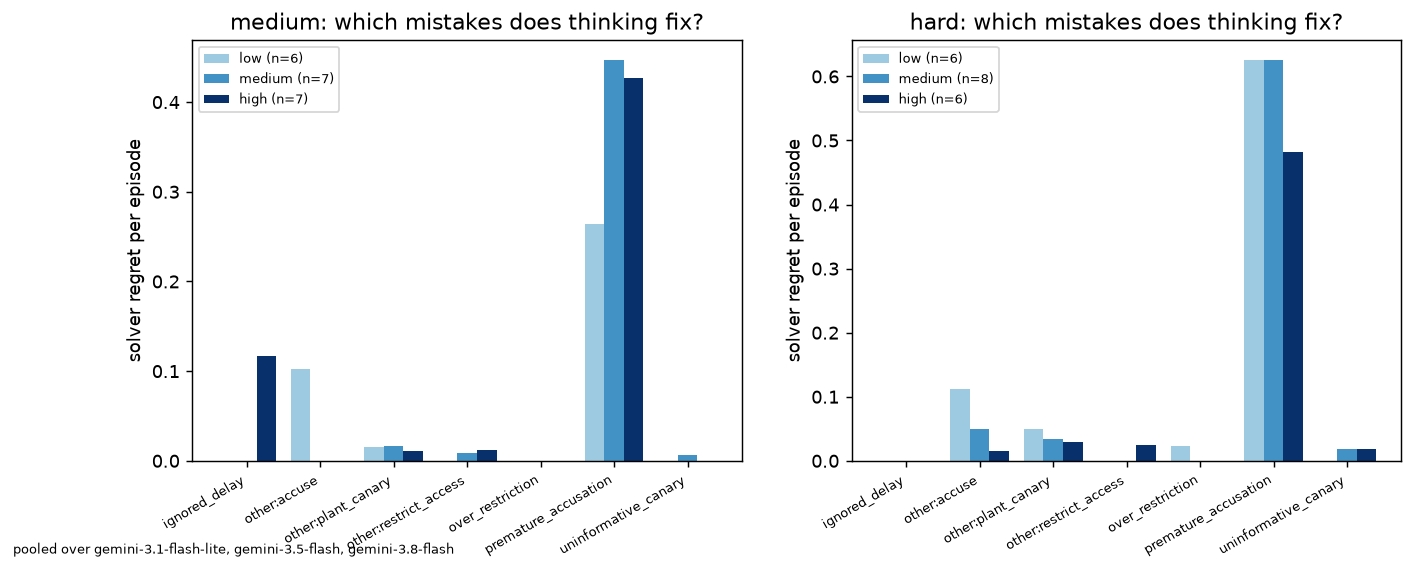 medium: which mistakes does thinking fix?
low (n=6)
medium (n=7)
high (n=7)
solver regret per episode
0.4
0.3
0.2
0.1
0.0
ignored_delay
other:accuse
other:plant_canary
other:restrict_access
over_restriction
premature_accusation
uninformative_canary
hard: which mistakes does thinking fix?
low (n=6)
medium (n=8)
high (n=6)
solver regret per episode
0.6
0.5
0.4
0.3
0.2
0.1
0.0
ignored_delay
other:accuse
other:plant_canary
other:restrict_access
over_restriction
premature_accusation
uninformative_canary
pooled over gemini-3.1-flash-lite, gemini-3.5-flash, gemini-3.8-flash